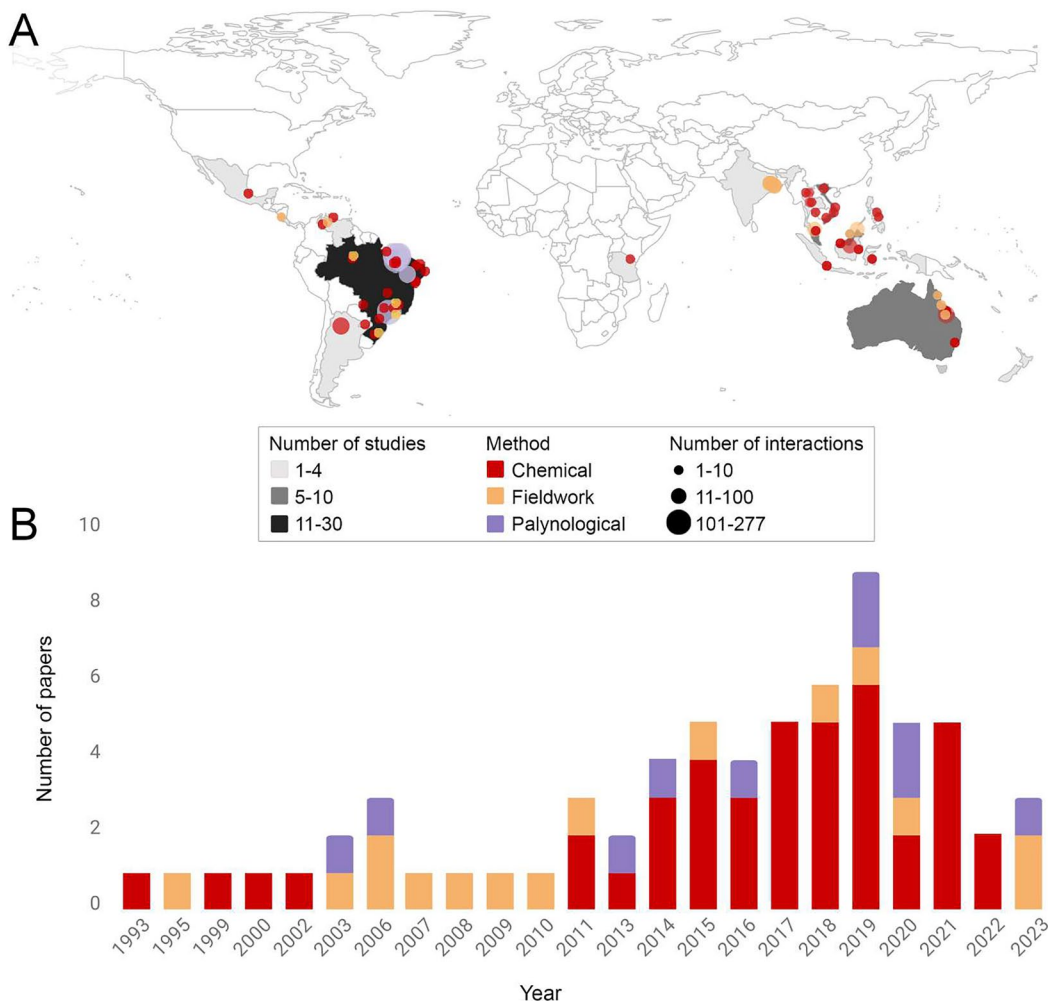 A
Number of studies
1-4
5-10
11-30
Method
Chemical
Fieldwork
Palynological
Number of interactions
1-10
11-100
101-277
B
Number of papers
10
8
6
4
2
0
1993 1995 1999 2000 2002 2003 2006 2007 2008 2009 2010 2011 2013 2014 2015 2016 2017 2018 2019 2020 2021 2022 2023
Year